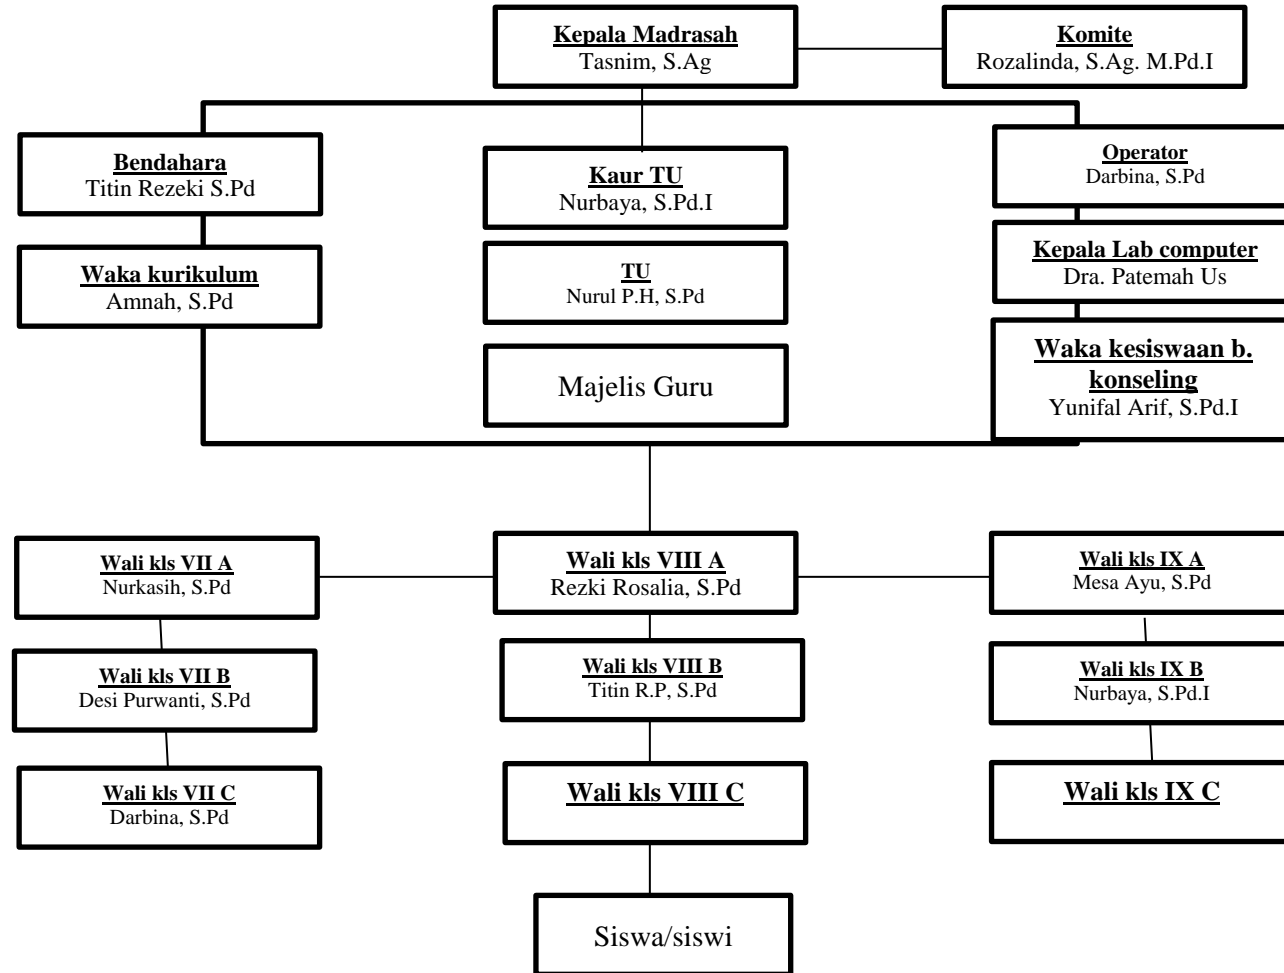 Kepala Madrasah
Tasnim, S.Ag
Komite
Rozalinda, S.Ag. M.Pd.I
Bendahara
Titin Rezeki S.Pd
Kaur TU
Nurbaya, S.Pd.I
Operator
Darbina, S.Pd
Waka kurikulum
Amnah, S.Pd
TU
Nurul P.H, S.Pd
Kepala Lab computer
Dra. Patemah Us
Majelis Guru
Waka kesiswaan b.
konseling
Yunifal Arif, S.Pd.I
Wali kls VII A
Nurkasih, S.Pd
Wali kls VIII A
Rezki Rosalia, S.Pd
Wali kls IX A
Mesa Ayu, S.Pd
Wali kls VII B
Desi Purwanti, S.Pd
Wali kls VIII B
Titin R.P, S.Pd
Wali kls IX B
Nurbaya, S.Pd.I
Wali kls VII C
Darbina, S.Pd
Wali kls VIII C
Wali kls IX C
Siswa/siswi